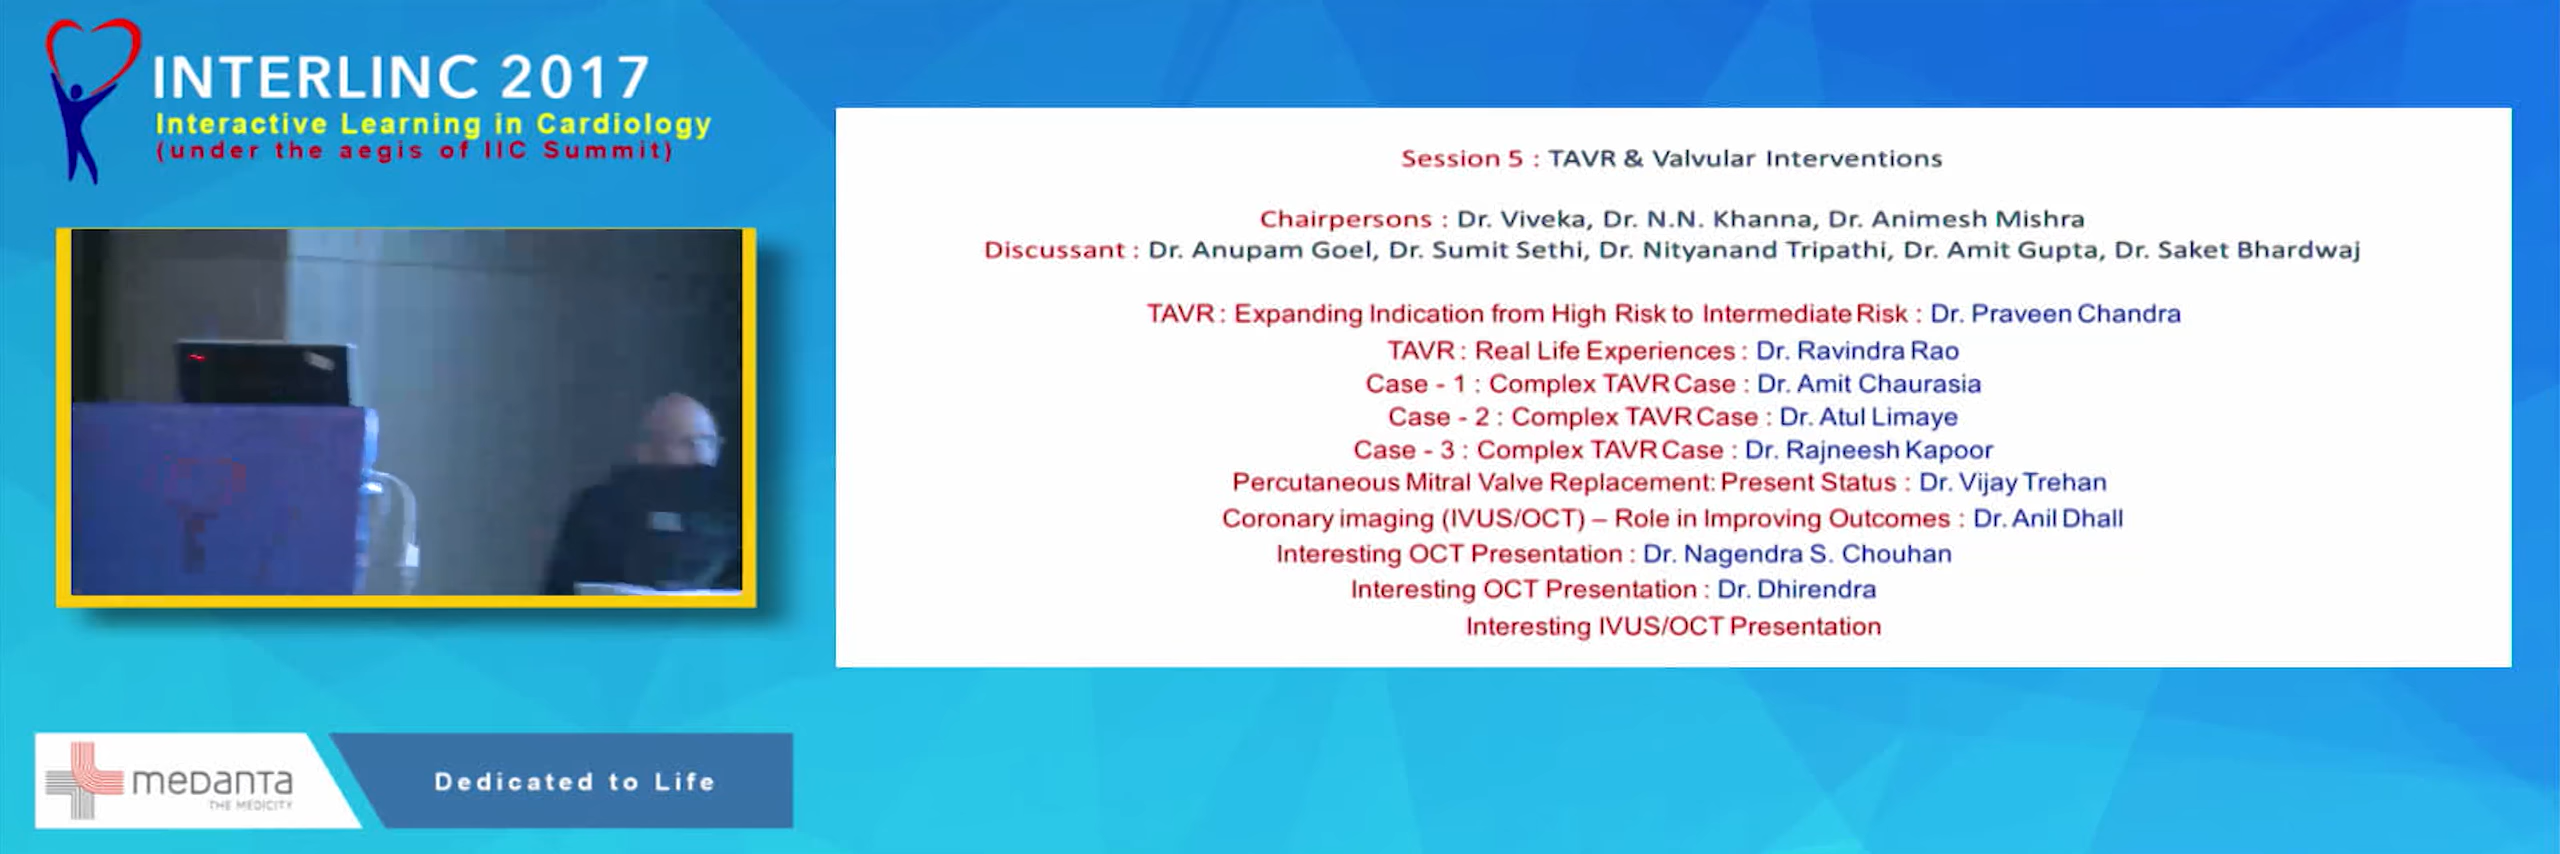 INTERLINC 2017
Interactive Learning in Cardiology
(under the aegis of IIC Summit)
Session 5 : TAVR & Valvular Interventions
Chairpersons : Dr. Viveka, Dr. N.N. Khanna, Dr. Animesh Mishra
Discussant : Dr. Anupam Goel, Dr. Sumit Sethi, Dr. Nityanand Tripathi, Dr. Amit Gupta, Dr. Saket Bhardwaj
TAVR : Expanding Indication from High Risk to Intermediate Risk : Dr. Praveen Chandra
TAVR : Real Life Experiences : Dr. Ravindra Rao
Case - 1 : Complex TAVR Case : Dr. Amit Chaurasia
Case - 2 : Complex TAVR Case : Dr. Atul Limaye
Case - 3 : Complex TAVR Case : Dr. Rajneesh Kapoor
Percutaneous Mitral Valve Replacement: Present Status : Dr. Vijay Trehan
Coronary imaging (IVUS/OCT) – Role in Improving Outcomes : Dr. Anil Dhall
Interesting OCT Presentation : Dr. Nagendra S. Chouhan
Interesting OCT Presentation : Dr. Dhirendra
Interesting IVUS/OCT Presentation
medanta
THE MEDICITY
Dedicated to Life